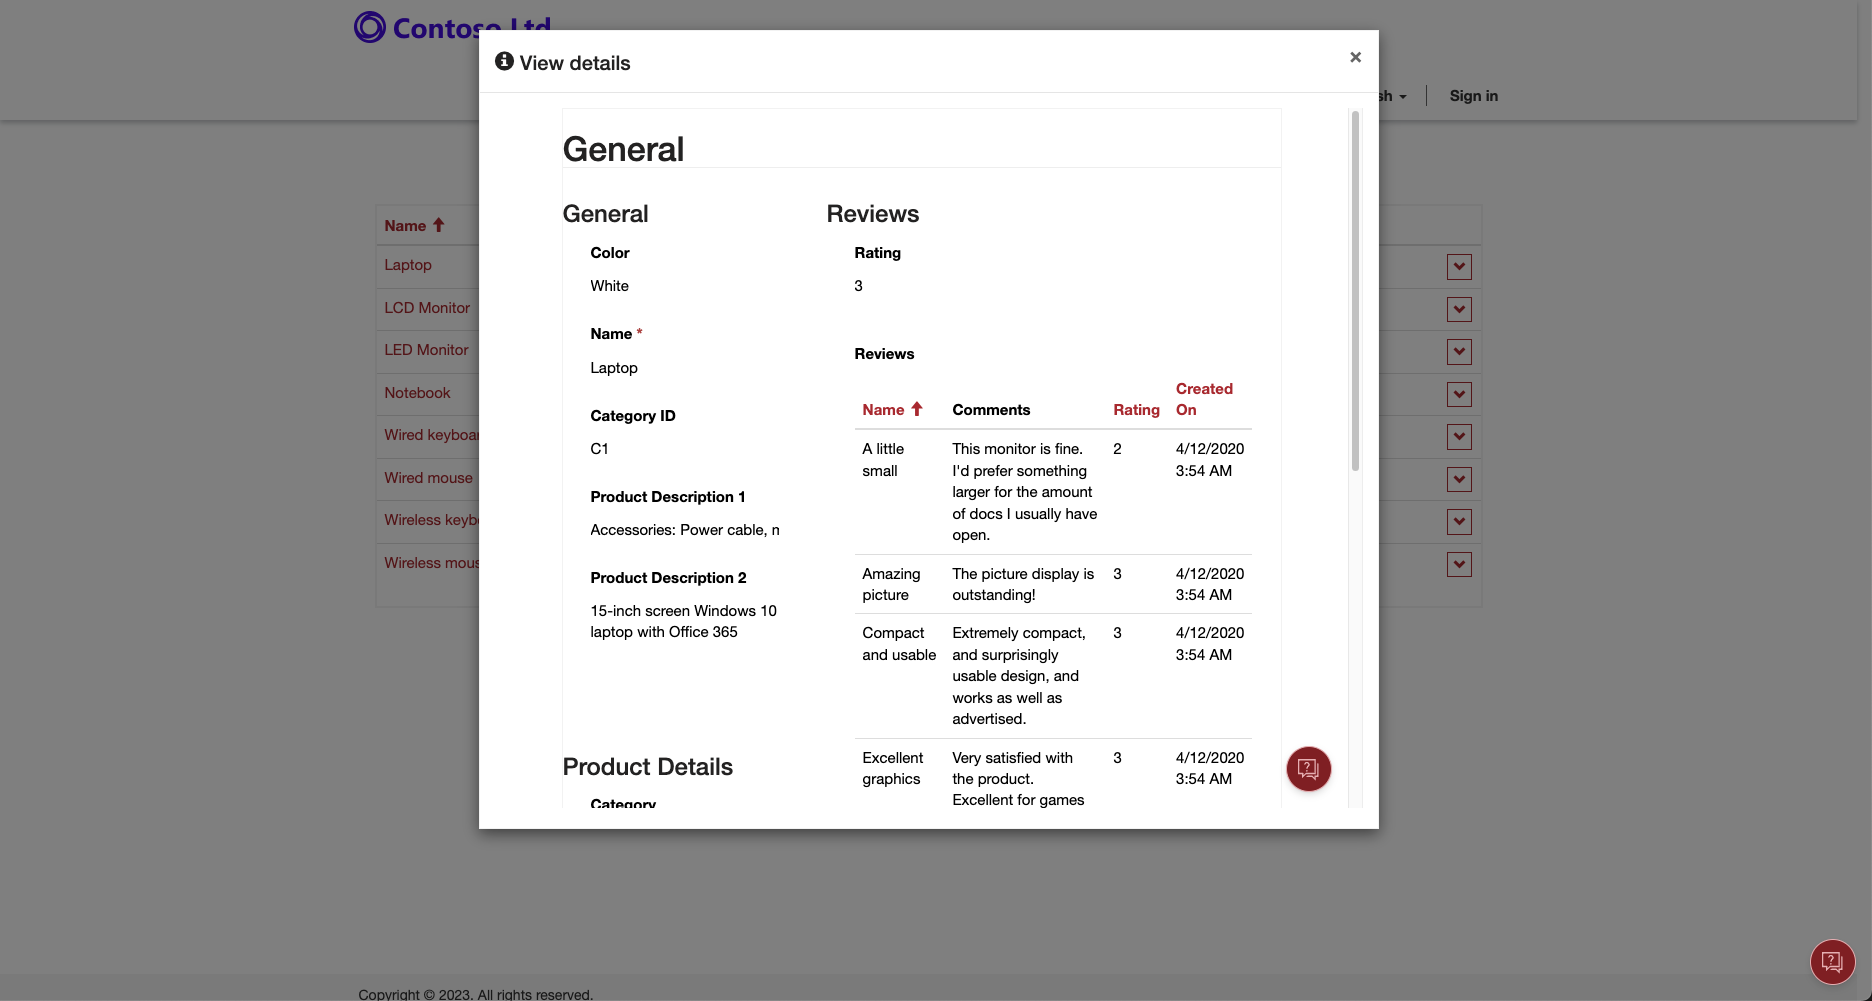 Contoso Ltd
View details
×
Sign in
General
General
Color
White
Name *
Laptop
Category ID
C1
Product Description 1
Accessories: Power cable, n
Product Description 2
15-inch screen Windows 10
laptop with Office 365
Product Details
Category
Reviews
Rating
3
Reviews
Name Comments Rating Created On
A little small
This monitor is fine.
I'd prefer something
larger for the amount
of docs I usually have
open.
2
4/12/2020
3:54 AM
Amazing picture
The picture display is
outstanding!
3
4/12/2020
3:54 AM
Compact and usable
Extremely compact,
and surprisingly
usable design, and
works as well as
advertised.
3
4/12/2020
3:54 AM
Excellent graphics
Very satisfied with
the product.
Excellent for games
3
4/12/2020
3:54 AM
Name
Laptop
LCD Monitor
LED Monitor
Notebook
Wired
Wired mouse
Wireless
Wireless
Copyright © 2023. All rights reserved.